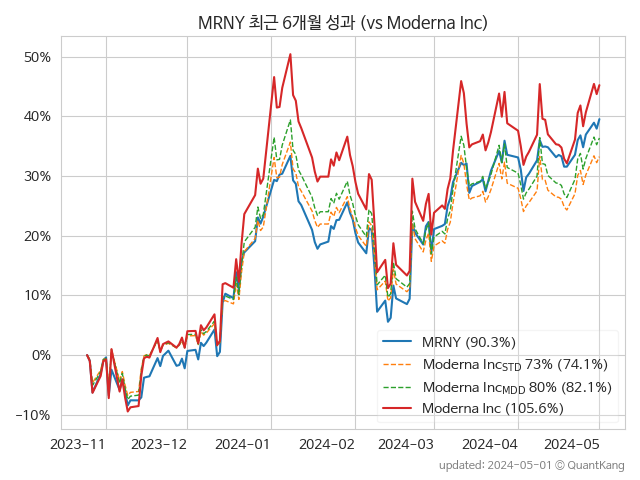 MRNY 최근 6개월 성과 (vs Moderna Inc)
50%
40%
30%
20%
10%
0%
−10%
MRNY (90.3%)
Moderna Inc_STD 73% (74.1%)
Moderna Inc_MDD 80% (82.1%)
Moderna Inc (105.6%)
2023-11
2023-12
2024-01
2024-02
2024-03
2024-04
2024-05
updated: 2024-05-01 © QuantKang